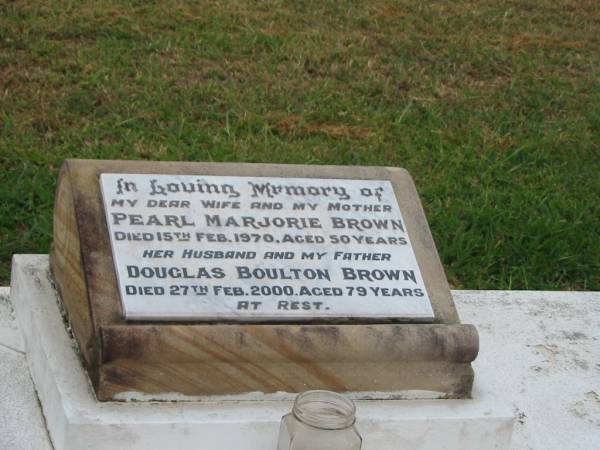 In Loving Memory of
MY DEAR WIFE AND MY MOTHER
PEARL MARJORIE BROWN
DIED 15TH FEB. 1970. AGED 50 YEARS
HER HUSBAND AND MY FATHER
DOUGLAS BOULTON BROWN
DIED 27TH FEB. 2000. AGED 79 YEARS
AT REST.